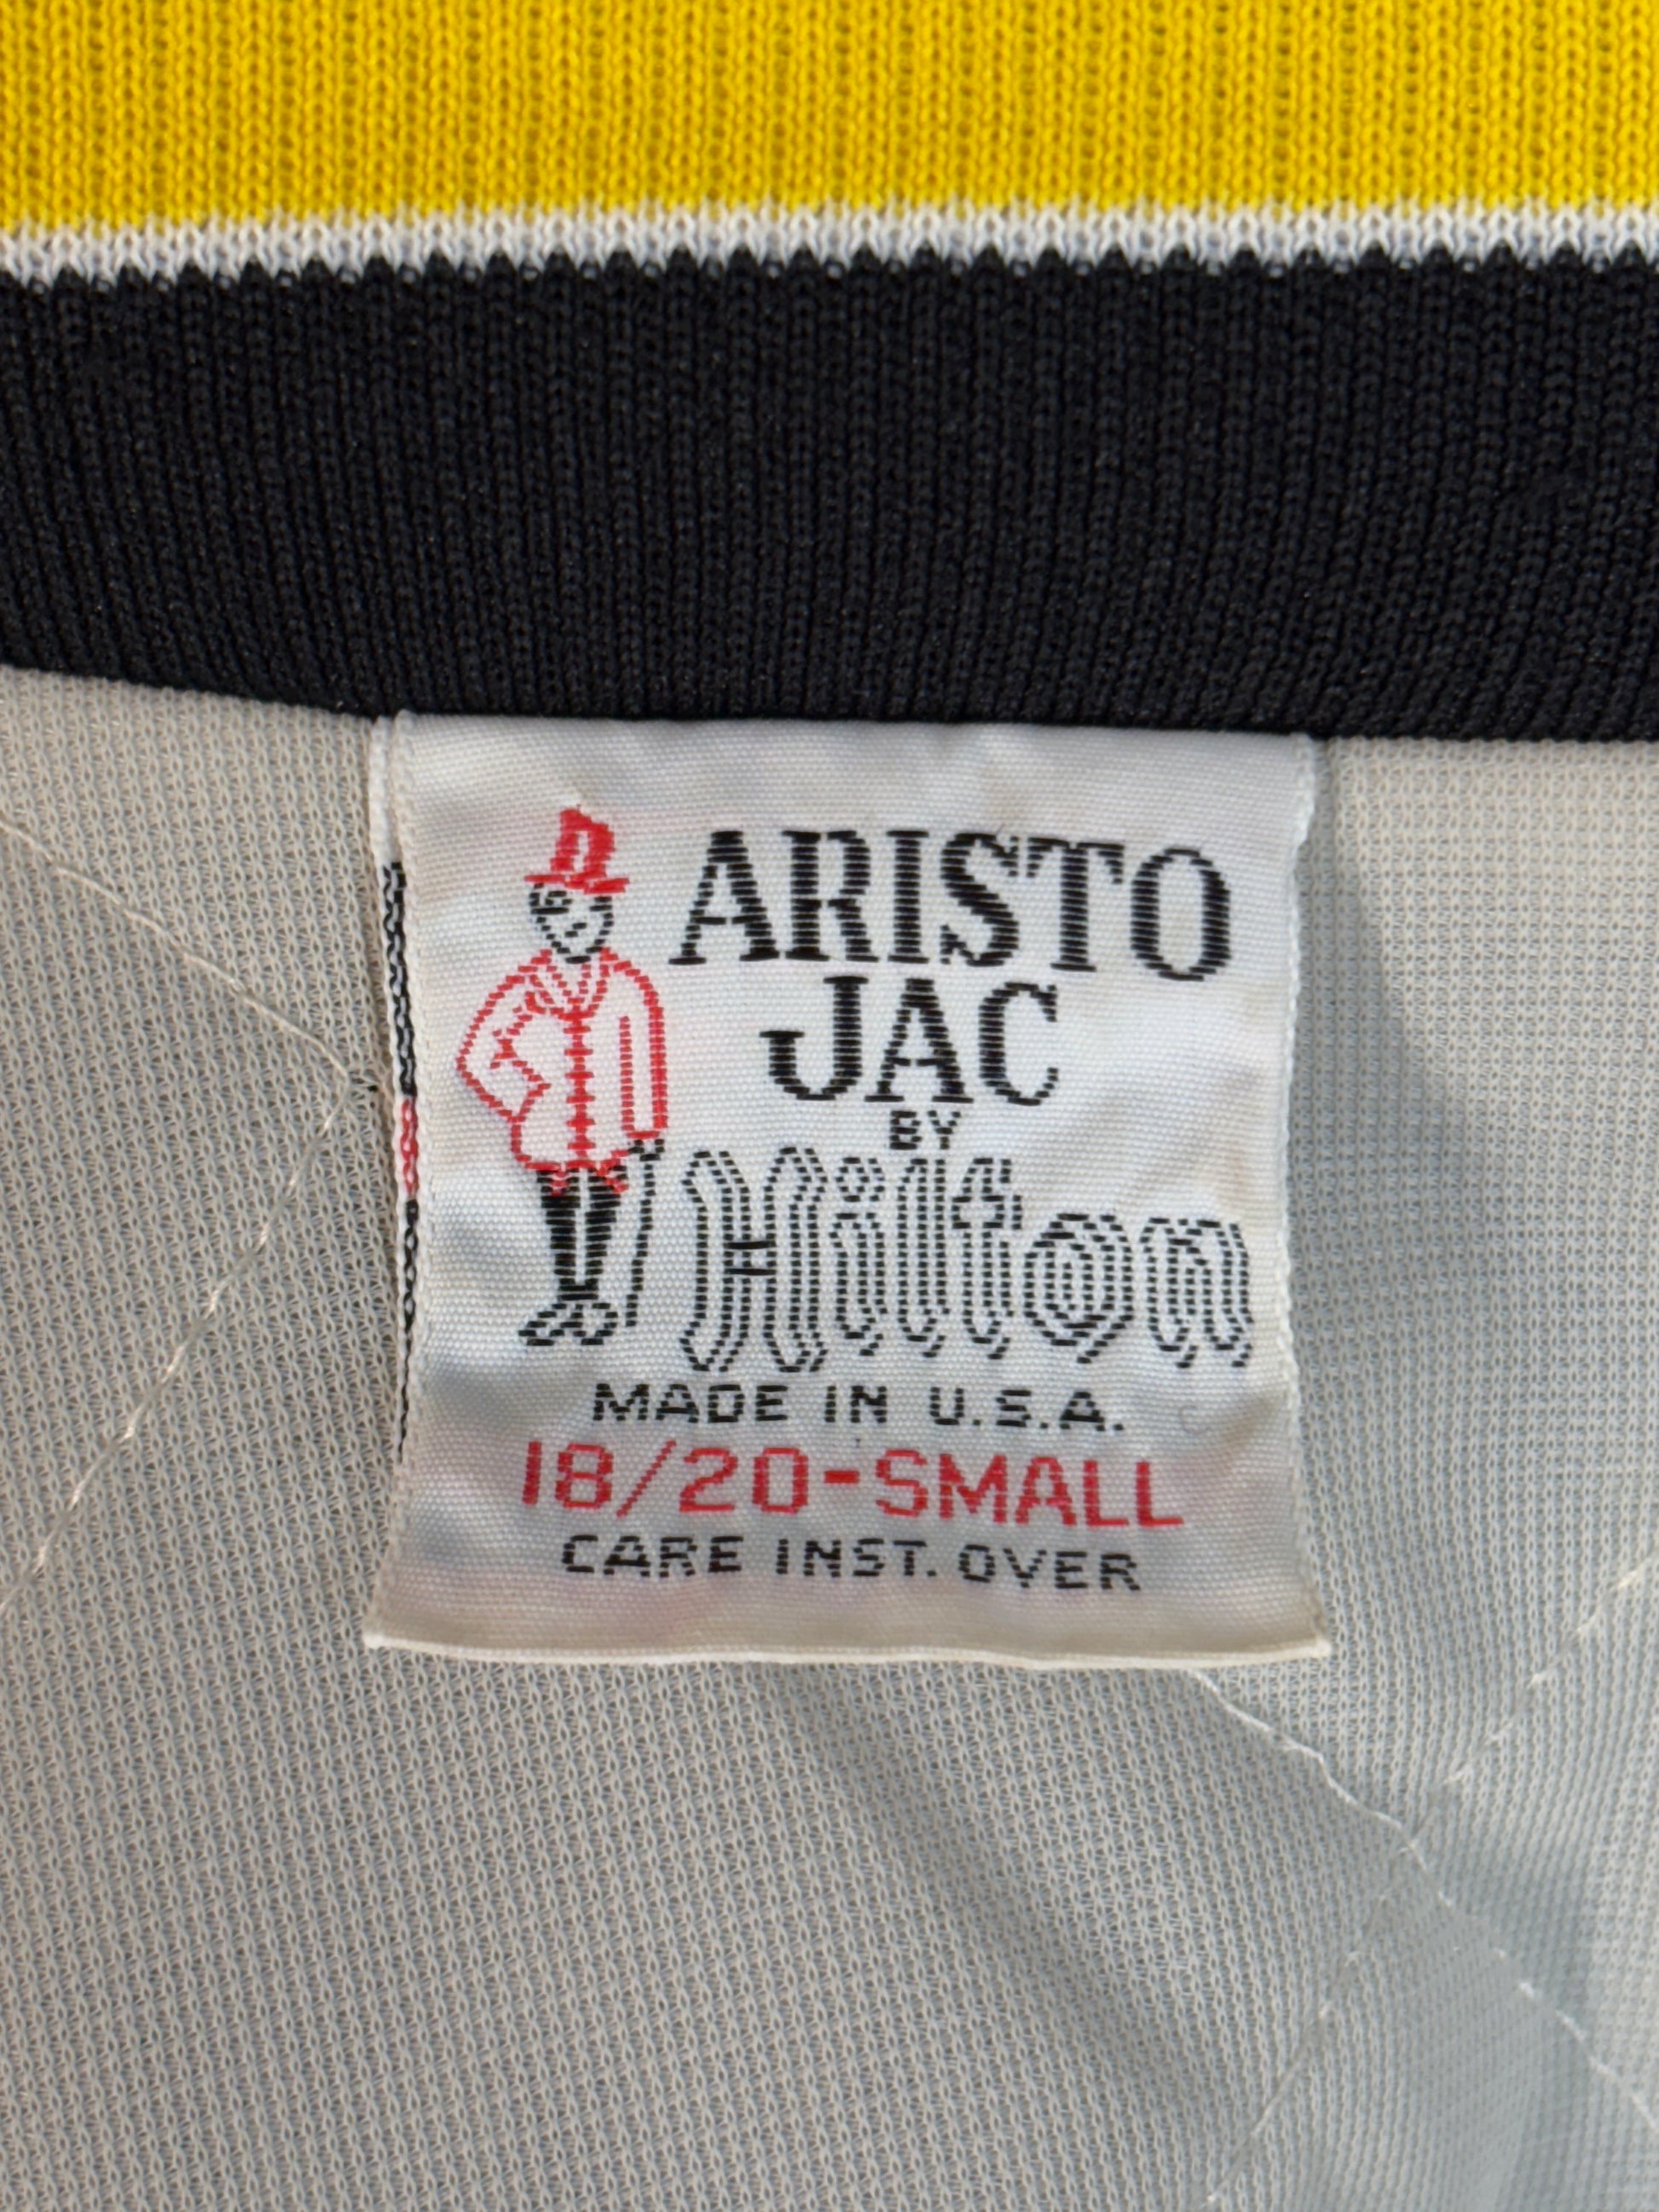 ARISTO
JAC
BY
Hilton
MADE IN U.S.A.
18/20-SMALL
CARE INST. OVER